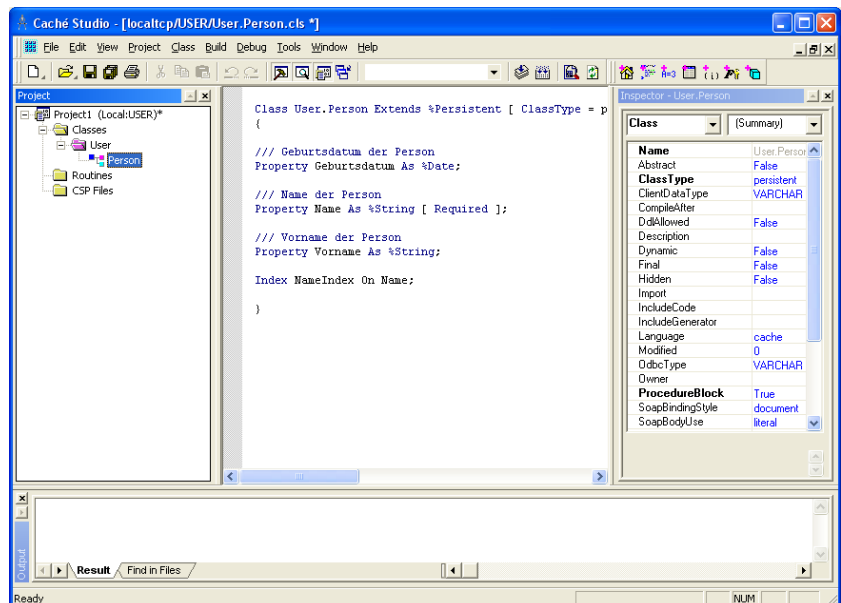 Caché Studio - [localtcp/USER/User.Person.cls *]
File Edit View Project Class Build Debug Tools Window Help
Project
Project1 (Local:USER)*
Classes
User
Person
Routines
CSP Files
Class User.Person Extends %Persistent [ ClassType = p
{
/// Geburtsdatum der Person
Property Geburtsdatum As %Date;
/// Name der Person
Property Name As %String [ Required ];
/// Vorname der Person
Property Vorname As %String;
Index NameIndex On Name;
}
Inspector - User.Person
Class (Summary)
Name User.Person
Abstract False
ClassType persistent
ClientDataType VARCHAR
CompileAfter
DdlAllowed False
Description
Dynamic False
Final False
Hidden False
Import
IncludeCode
IncludeGenerator
Language cache
Modified 0
OdbcType VARCHAR
Owner
ProcedureBlock True
SoapBindingStyle document
SoapBodyUse literal
Output
Result Find in Files
Ready NUM